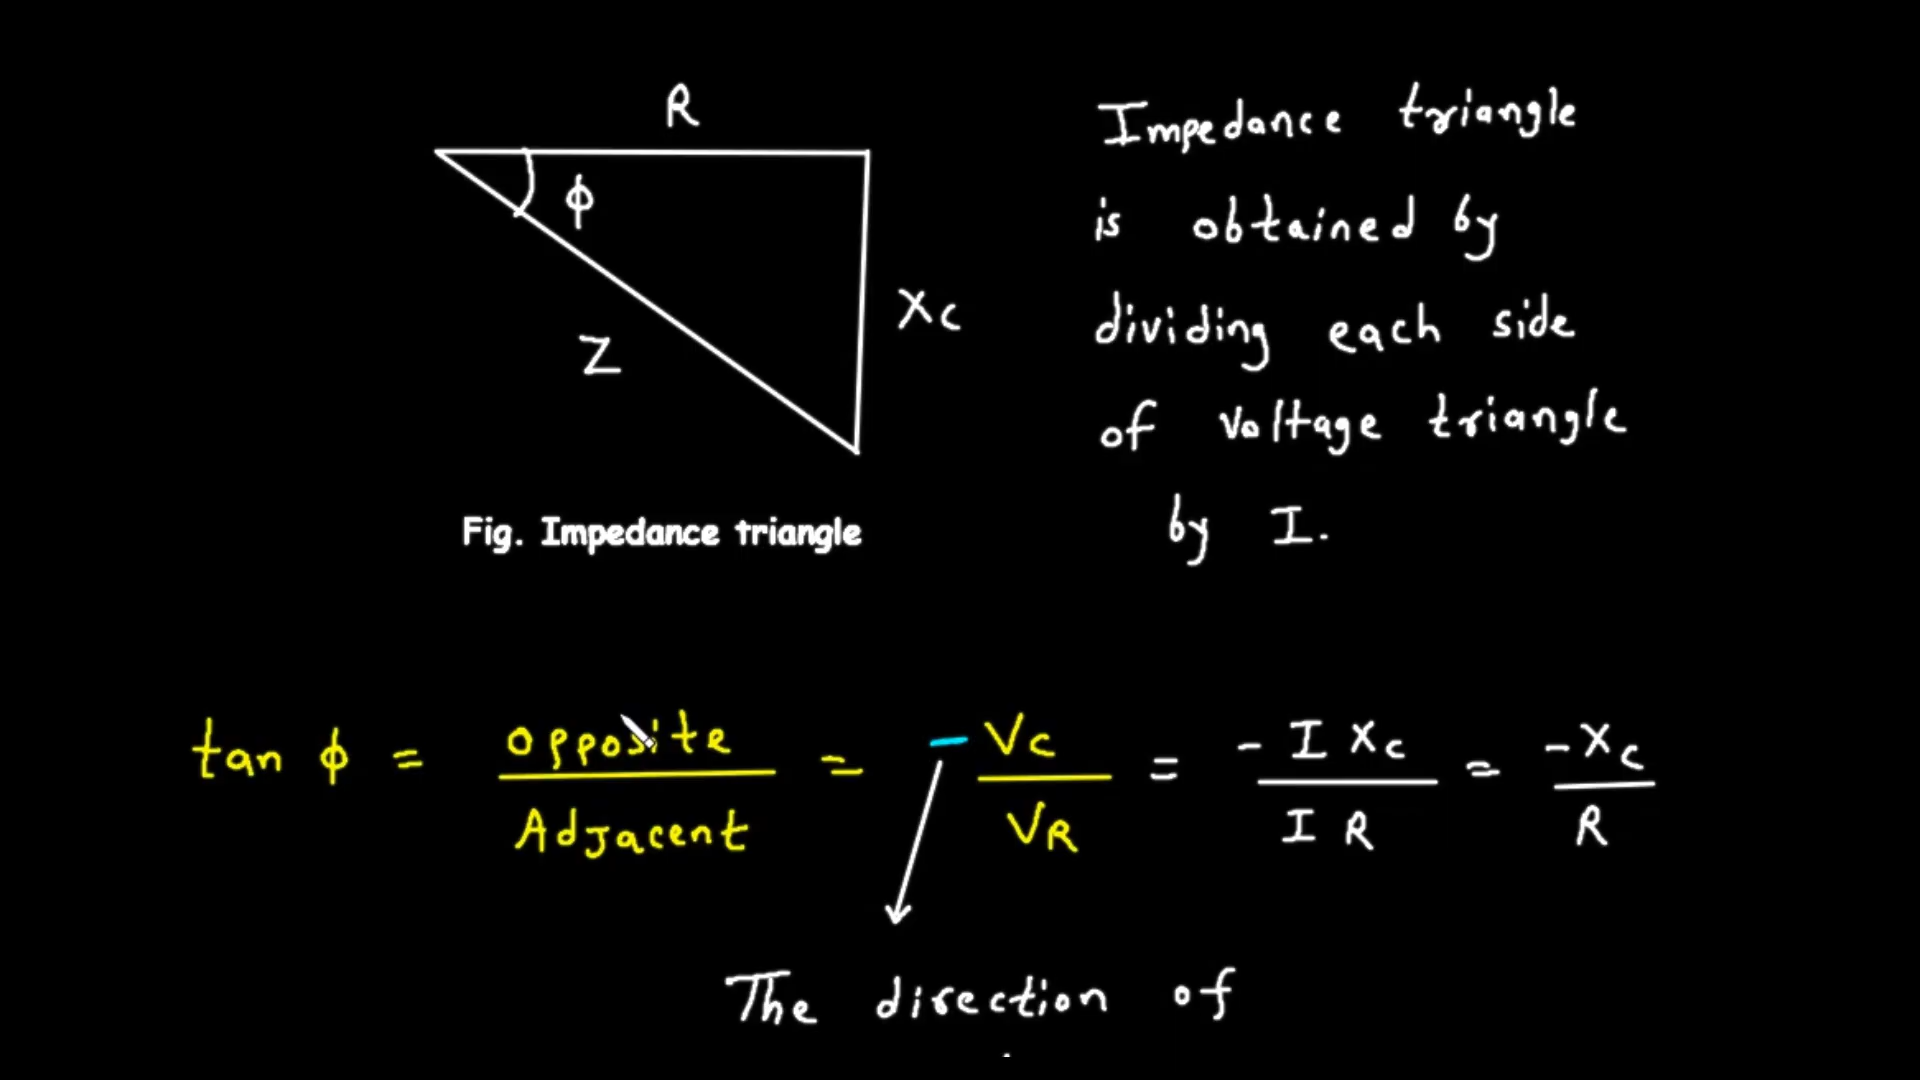 R
ϕ
Xc
Z
Fig. Impedance triangle
Impedance triangle
is obtained by
dividing each side
of voltage triangle
by I.
tan ϕ = opposite / Adjacent = - Vc / VR = - I Xc / I R = -Xc / R
The direction of